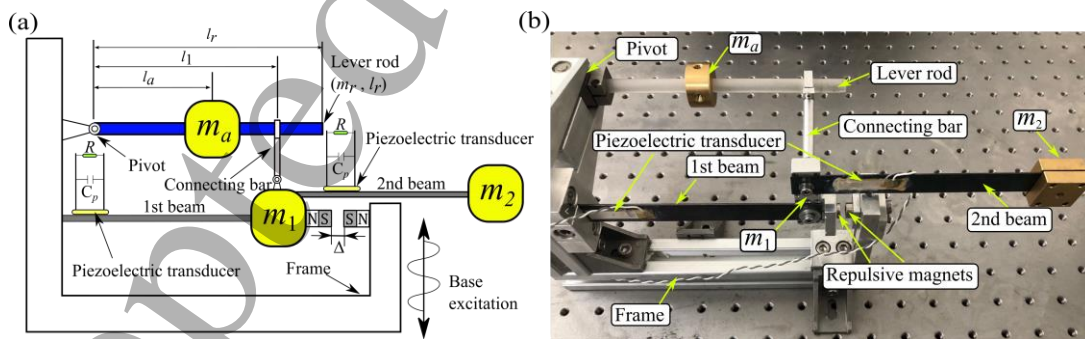 (a)
l_r
l_1
l_a
Lever rod
(m_r , l_r)
m_a
R
Piezoelectric transducer
R
Pivot
C_p
C_p
Connecting bar
2nd beam
m_2
1st beam
m_1
N S
S N
Δ
Piezoelectric transducer
Frame
Base
excitation
(b)
Pivot
m_a
Lever rod
Connecting bar
m_2
Piezoelectric transducer
1st beam
m_1
2nd beam
Repulsive magnets
Frame